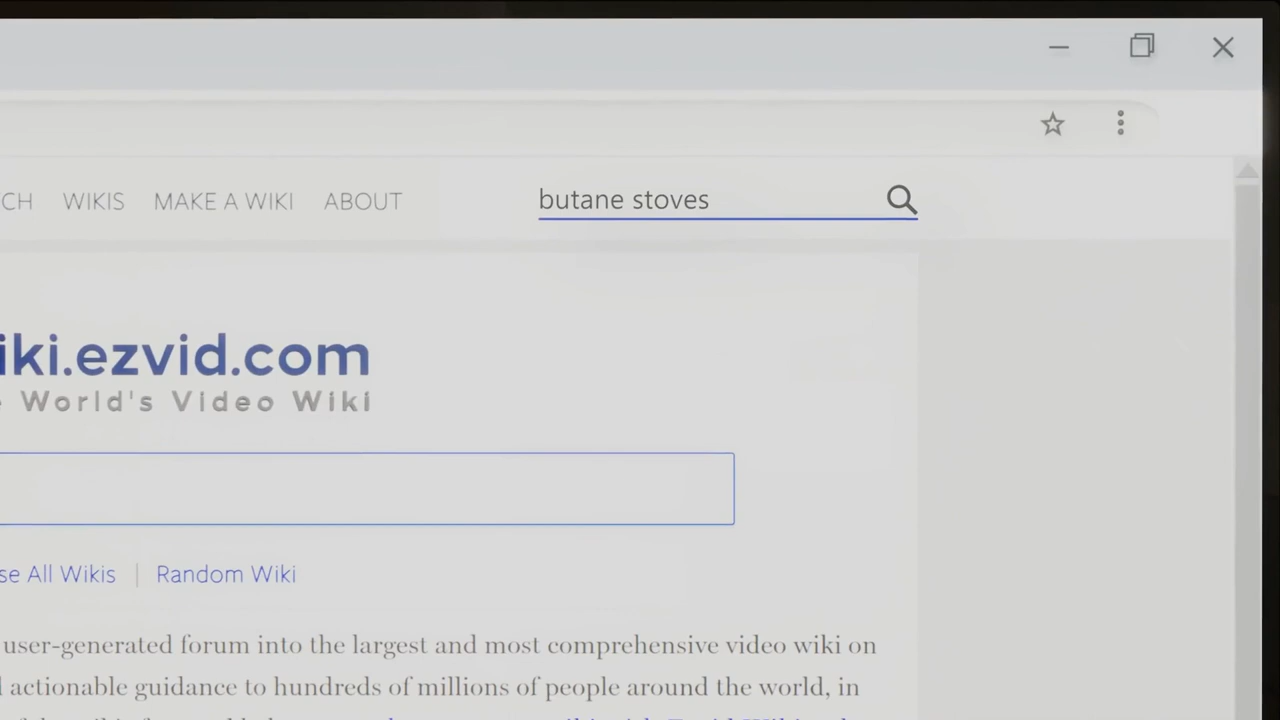 CH WIKIS MAKE A WIKI ABOUT butane stoves
iki.ezvid.com
World's Video Wiki
se All Wikis | Random Wiki
user-generated forum into the largest and most comprehensive video wiki on
actionable guidance to hundreds of millions of people around the world, in